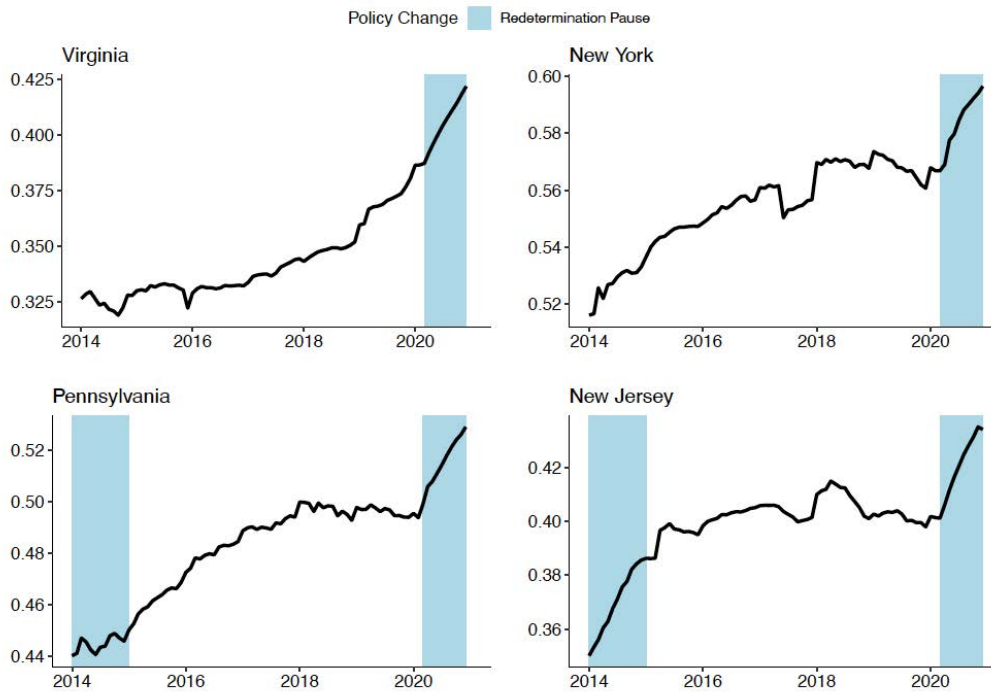 Policy Change Redetermination Pause
Virginia
0.425
0.400
0.375
0.350
0.325
2014 2016 2018 2020
New York
0.60
0.58
0.56
0.54
0.52
2014 2016 2018 2020
Pennsylvania
0.52
0.50
0.48
0.46
0.44
2014 2016 2018 2020
New Jersey
0.42
0.40
0.38
0.36
2014 2016 2018 2020